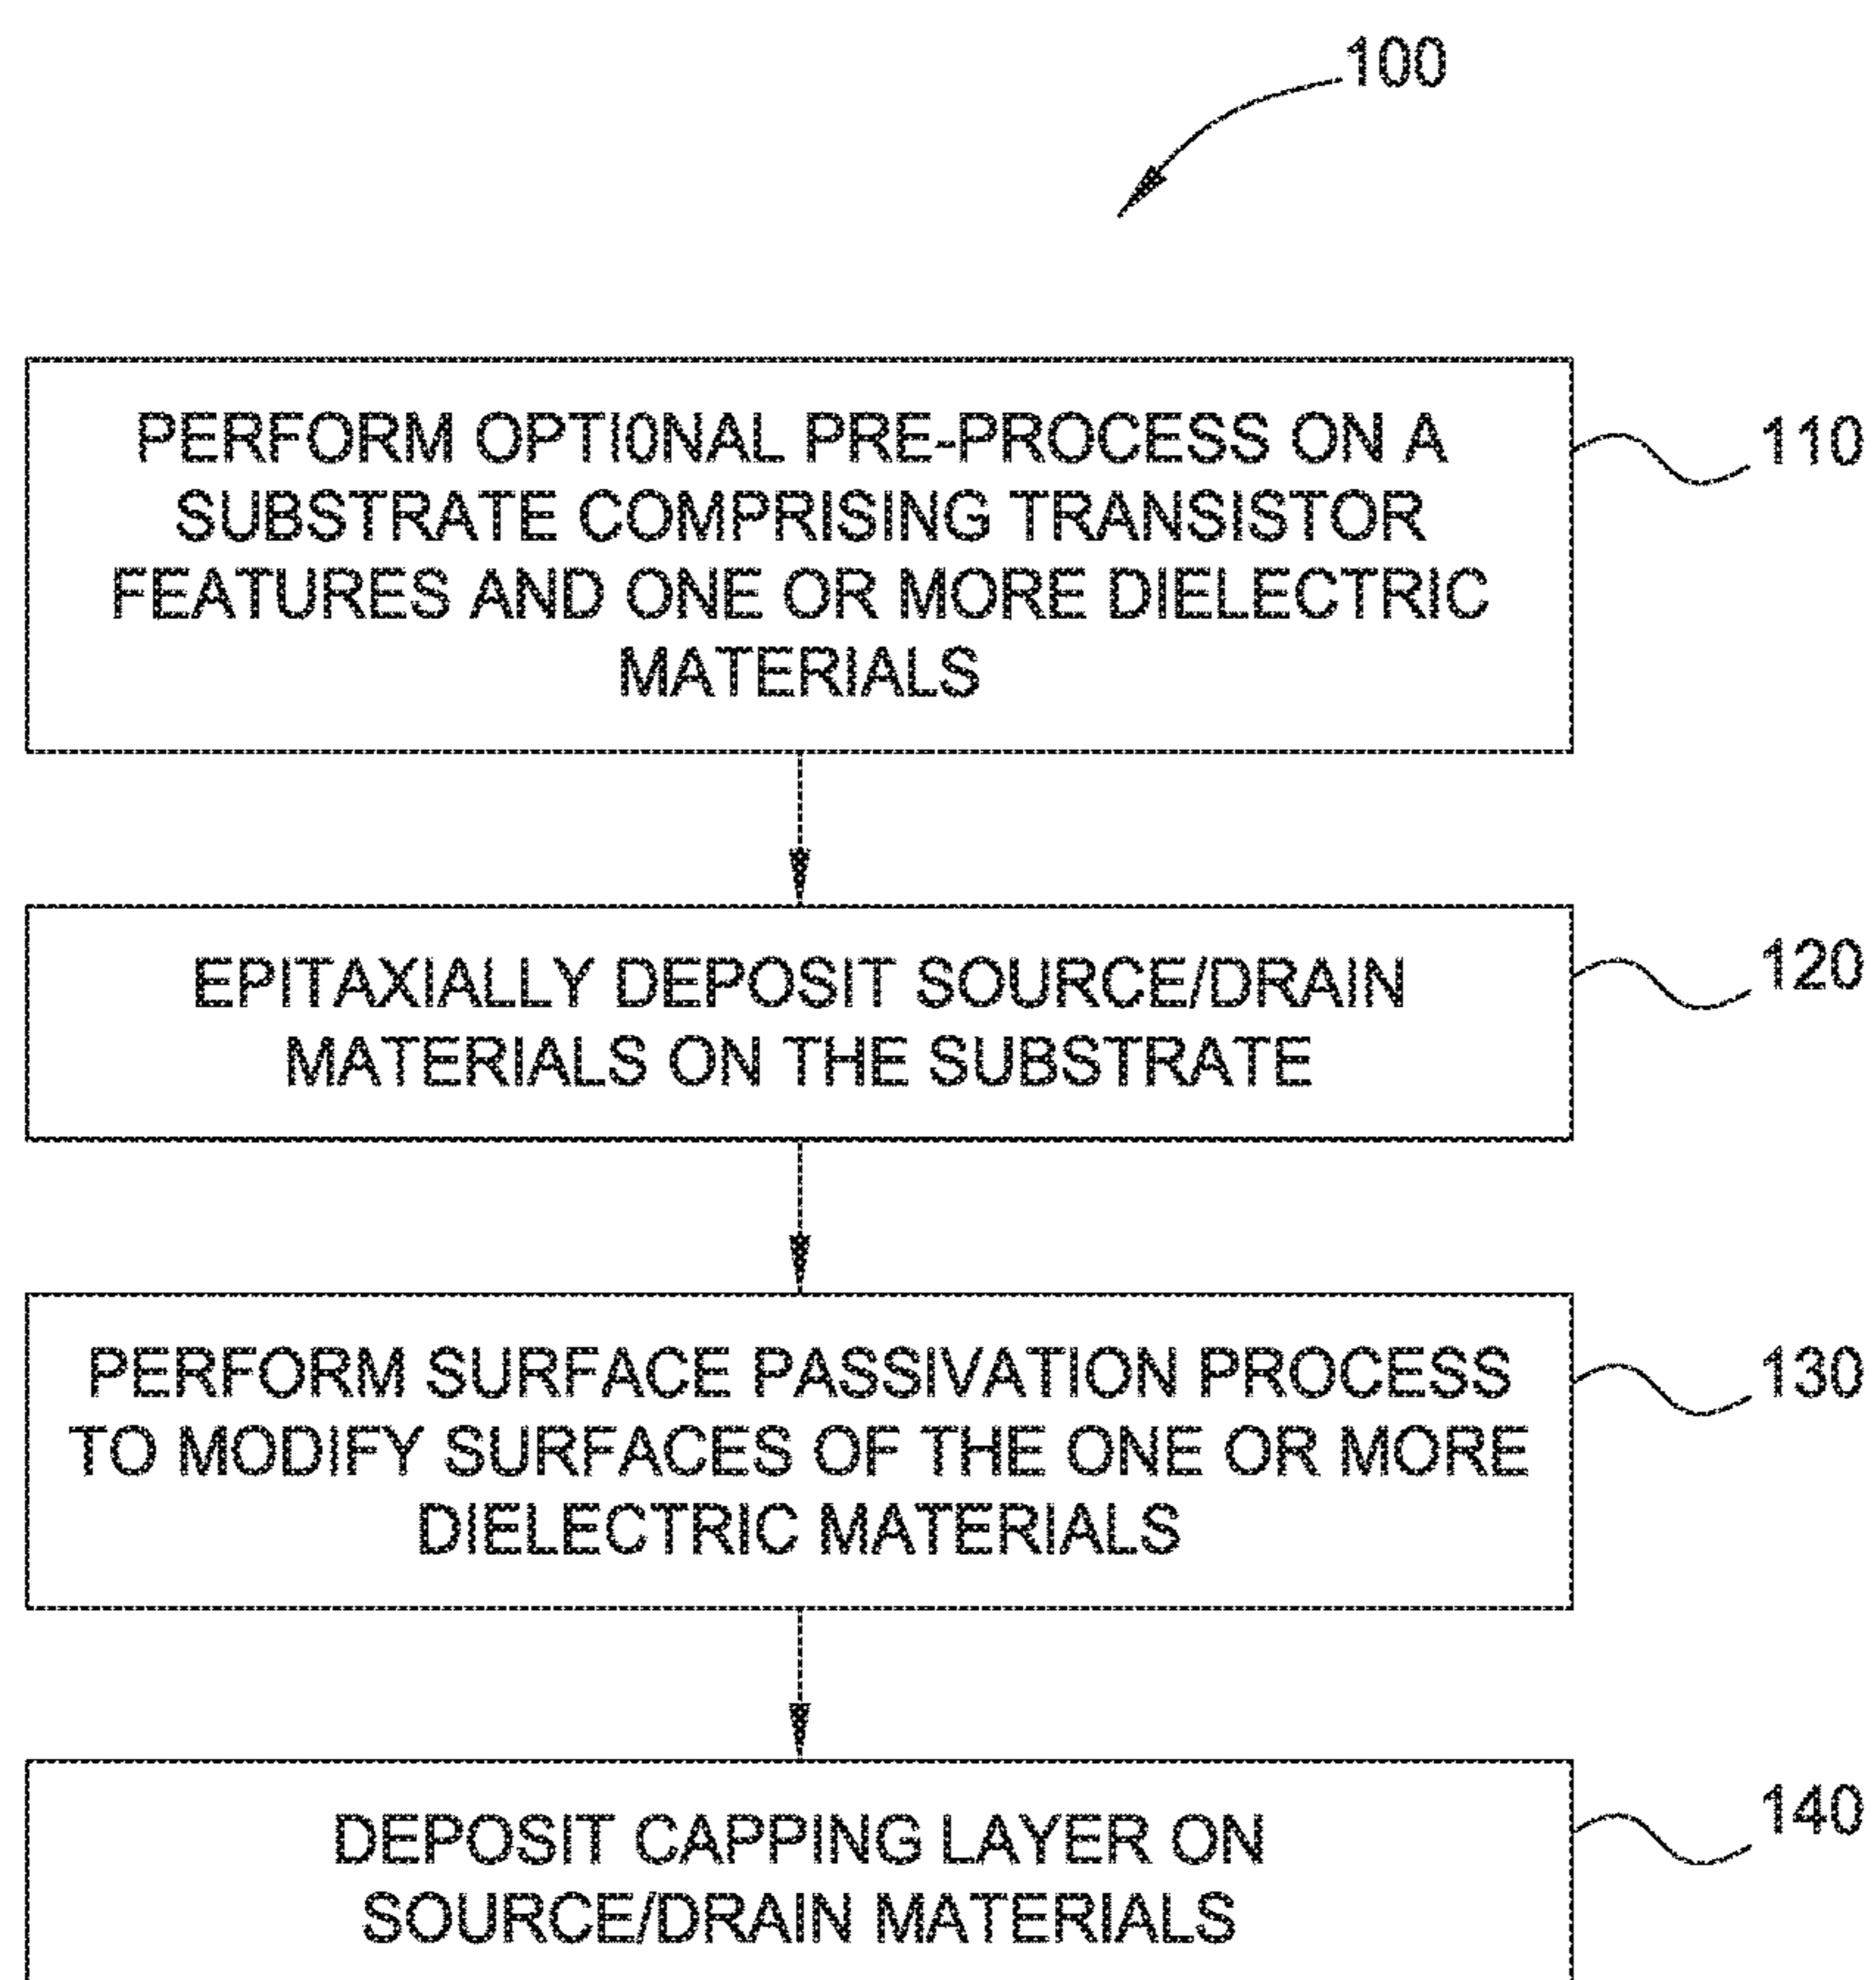 100
PERFORM OPTIONAL PRE-PROCESS ON A
110
SUBSTRATE COMPRISING TRANSISTOR
FEATURES AND ONE OR MORE DIELECTRIC
MATERIALS
EPITAXIALLY DEPOSIT SOURCE/DRAIN
120
MATERIALS ON THE SUBSTRATE
PERFORM SURFACE PASSIVATION PROCESS
130
TO MODIFY SURFACES OF THE ONE OR MORE
DIELECTRIC MATERIALS
DEPOSIT CAPPING LAYER ON
140
SOURCE/DRAIN MATERIALS